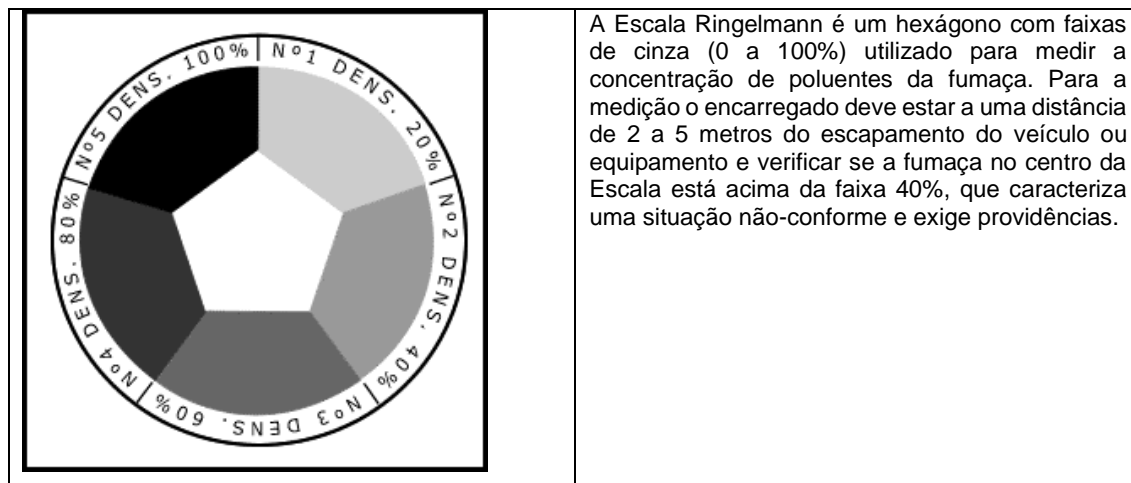 Nº1 DENS. 20%
Nº2 DENS. 40%
Nº3 DENS. 60%
Nº4 DENS. 80%
Nº5 DENS. 100%
A Escala Ringelmann é um hexágono com faixas
de cinza (0 a 100%) utilizado para medir a
concentração de poluentes da fumaça. Para a
medição o encarregado deve estar a uma distância
de 2 a 5 metros do escapamento do veículo ou
equipamento e verificar se a fumaça no centro da
Escala está acima da faixa 40%, que caracteriza
uma situação não-conforme e exige providências.